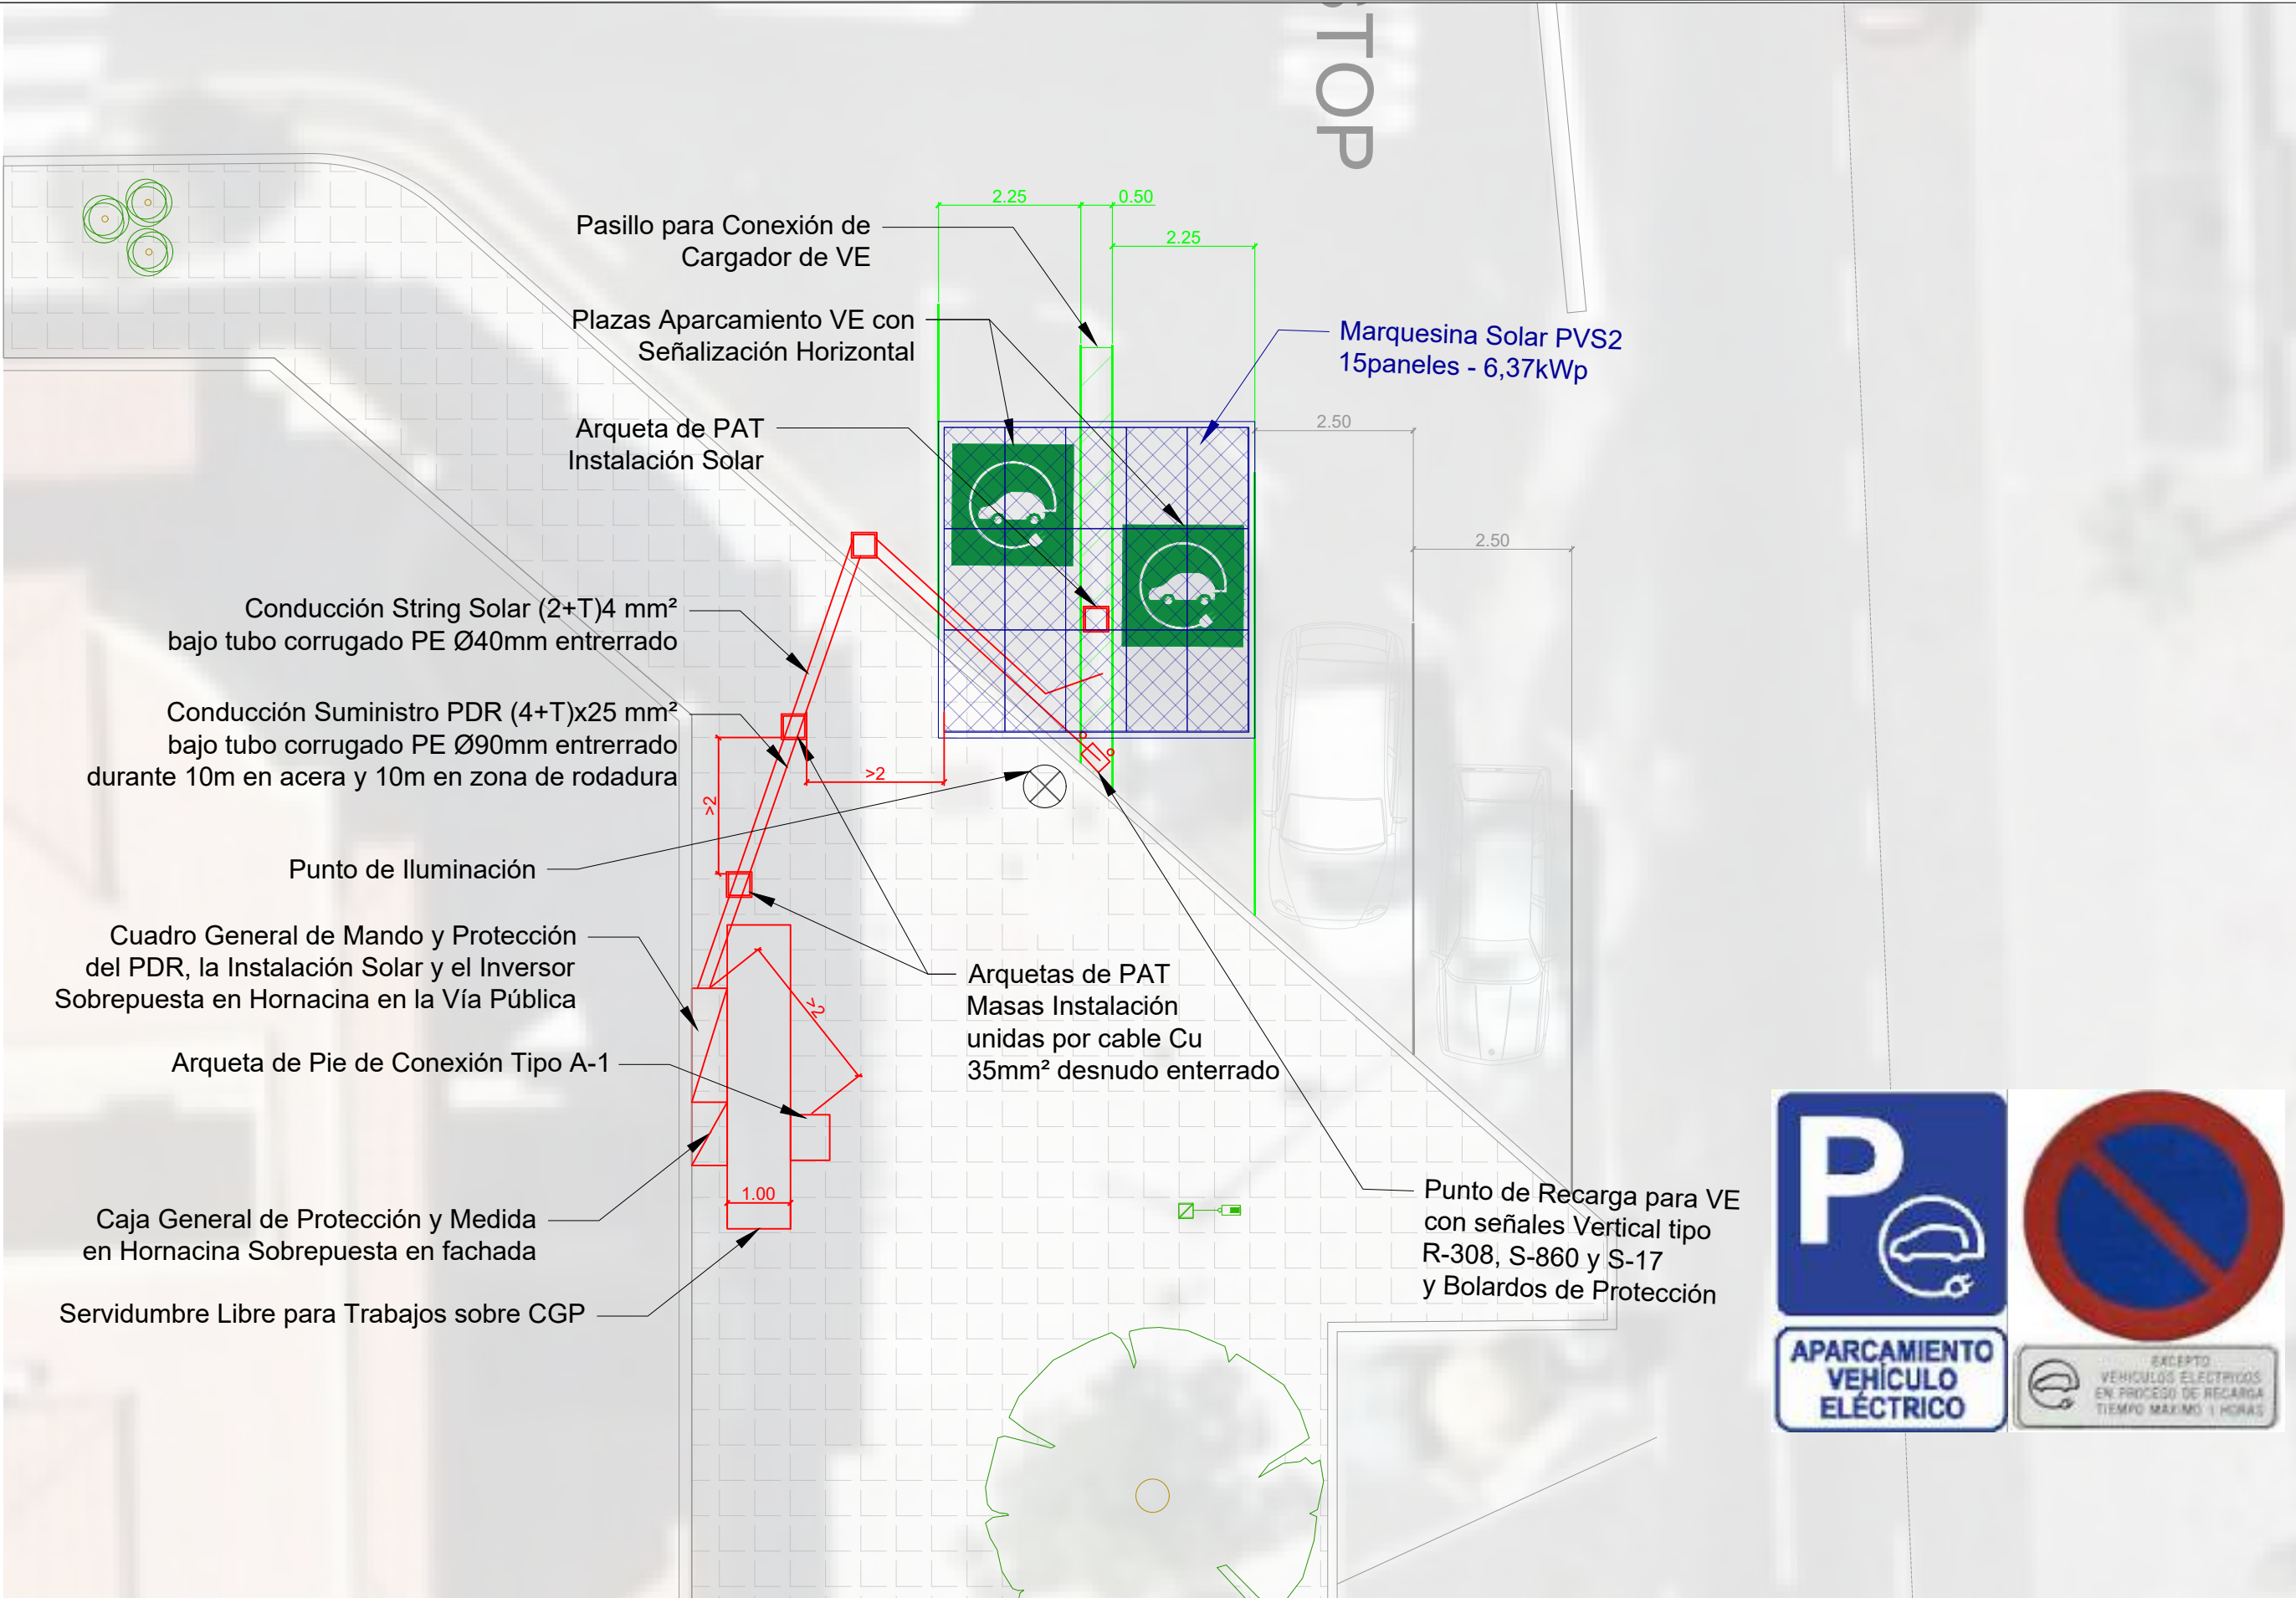 STOP
2.25
0.50
2.25
Pasillo para Conexión de
Cargador de VE
Plazas Aparcamiento VE con
Señalización Horizontal
Marquesina Solar PVS2
15paneles - 6,37kWp
Arqueta de PAT
Instalación Solar
2.50
2.50
Conducción String Solar (2+T)4 mm²
bajo tubo corrugado PE Ø40mm entrerrado
Conducción Suministro PDR (4+T)x25 mm²
bajo tubo corrugado PE Ø90mm entrerrado
durante 10m en acera y 10m en zona de rodadura
>2
>2
Punto de Iluminación
Cuadro General de Mando y Protección
del PDR, la Instalación Solar y el Inversor
Sobrepuesta en Hornacina en la Vía Pública
>2
Arquetas de PAT
Masas Instalación
unidas por cable Cu
35mm² desnudo enterrado
Arqueta de Pie de Conexión Tipo A-1
1.00
Caja General de Protección y Medida
en Hornacina Sobrepuesta en fachada
Servidumbre Libre para Trabajos sobre CGP
Punto de Recarga para VE
con señales Vertical tipo
R-308, S-860 y S-17
y Bolardos de Protección
P
APARCAMIENTO
VEHÍCULO
ELÉCTRICO
EXCEPTO
VEHICULOS ELECTRICOS
EN PROCESO DE RECARGA
TIEMPO MAXIMO 1 HORAS